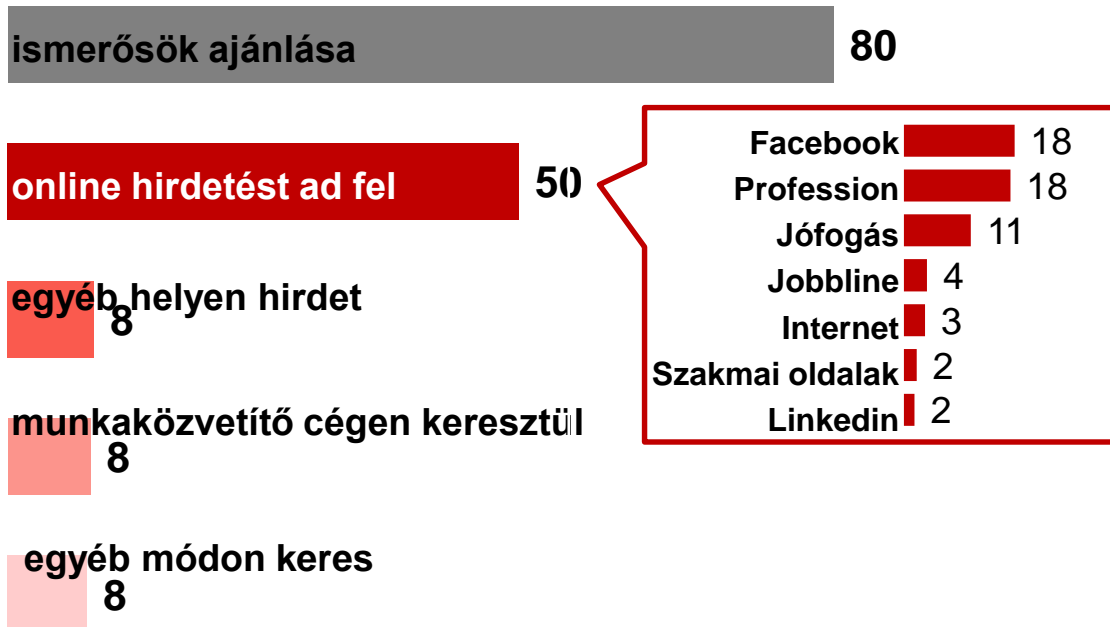 ismerősök ajánlása 80
online hirdetést ad fel 50
egyéb helyen hirdet
8
munkaközvetítő cégen keresztül
8
egyéb módon keres
8
Facebook 18
Profession 18
Jófogás 11
Jobbline 4
Internet 3
Szakmai oldalak 2
Linkedin 2